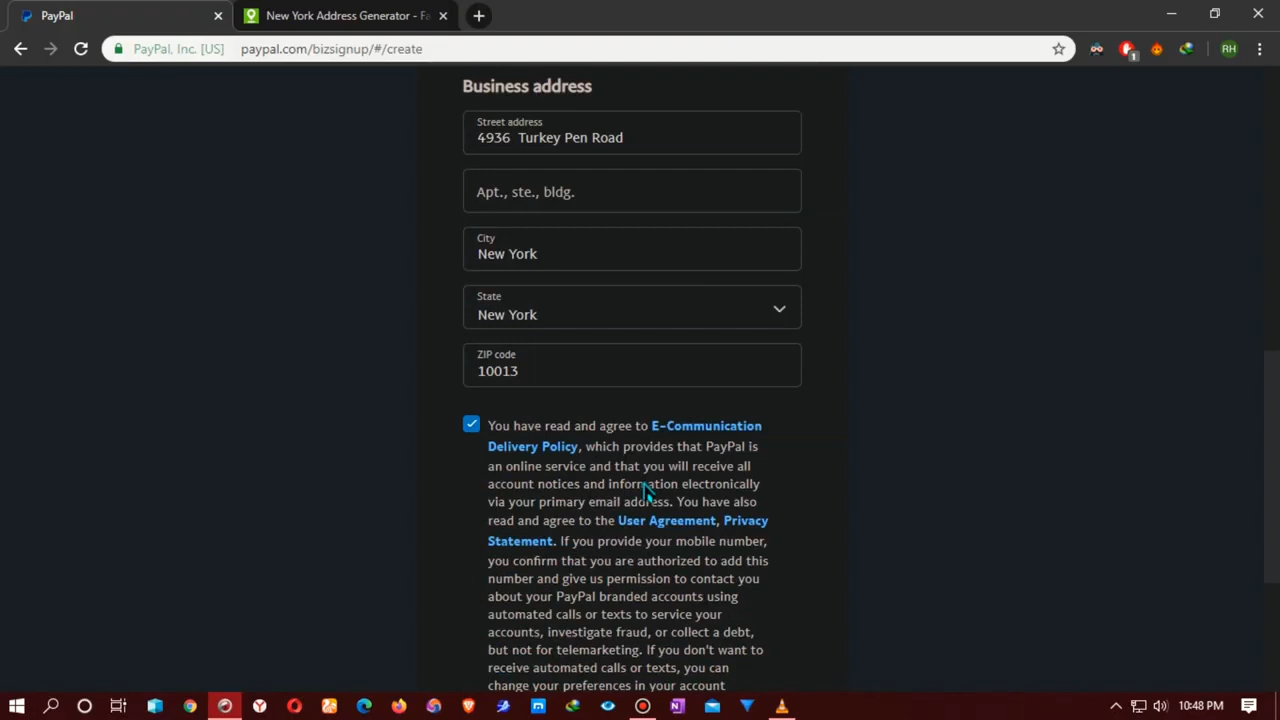 PayPal
New York Address Generator - Fa
PayPal, Inc. [US]
paypal.com/bizsignup/#/create
1
RH
Business address
Street address
4936 Turkey Pen Road
Apt., ste., bldg.
City
New York
State
New York
ZIP code
10013
You have read and agree to E-Communication
Delivery Policy, which provides that PayPal is
an online service and that you will receive all
account notices and information electronically
via your primary email address. You have also
read and agree to the User Agreement, Privacy
Statement. If you provide your mobile number,
you confirm that you are authorized to add this
number and give us permission to contact you
about your PayPal branded accounts using
automated calls or texts to service your
accounts, investigate fraud, or collect a debt,
but not for telemarketing. If you don't want to
receive automated calls or texts, you can
change your preferences in your account
10:48 PM